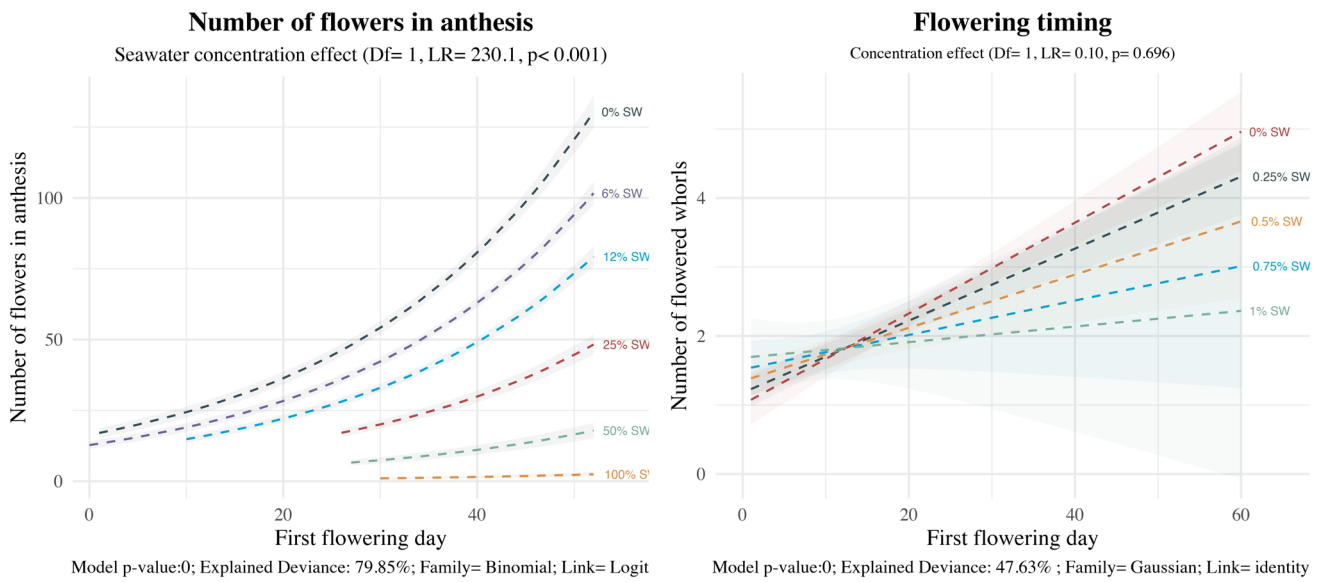 Number of flowers in anthesis
Seawater concentration effect (Df= 1, LR= 230.1, p< 0.001)
Number of flowers in anthesis
100
50
0
0
20
40
First flowering day
0% SW
6% SW
12% SW
25% SW
50% SW
100% SW
Model p-value:0; Explained Deviance: 79.85%; Family= Binomial; Link= Logit
Flowering timing
Concentration effect (Df= 1, LR= 0.10, p= 0.696)
Number of flowered whorls
4
2
0
0
20
40
60
First flowering day
0% SW
0.25% SW
0.5% SW
0.75% SW
1% SW
Model p-value:0; Explained Deviance: 47.63% ; Family= Gaussian; Link= identity